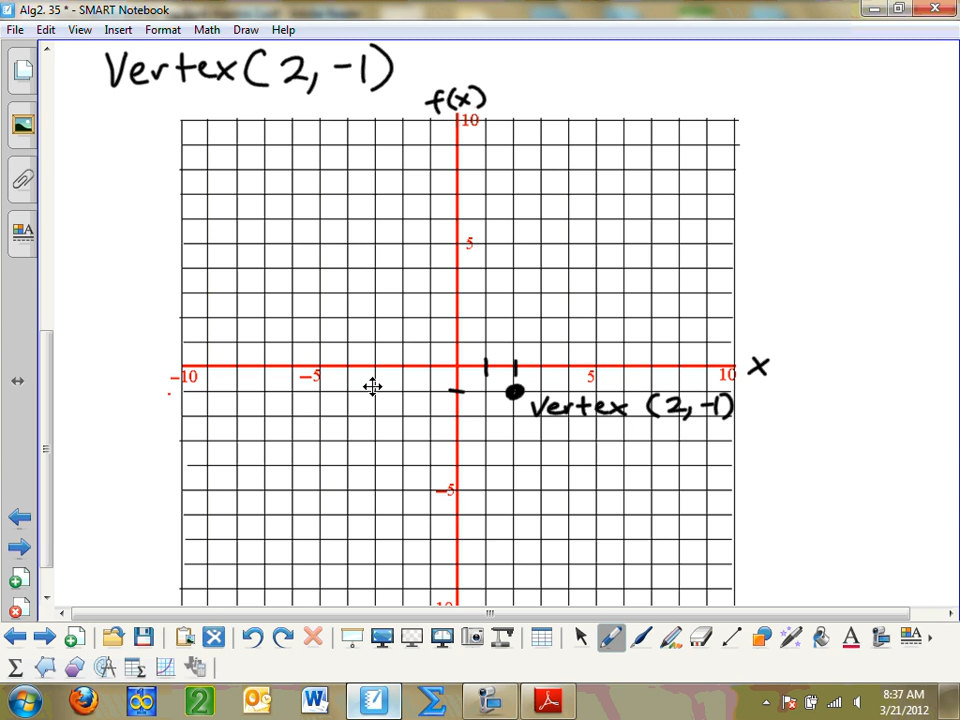 Alg2. 35 * - SMART Notebook
File Edit View Insert Format Math Draw Help
Vertex (2, -1)
f(x)
10
5
-10 -5 5 10 x
Vertex (2, -1)
-5
8:37 AM
3/21/2012